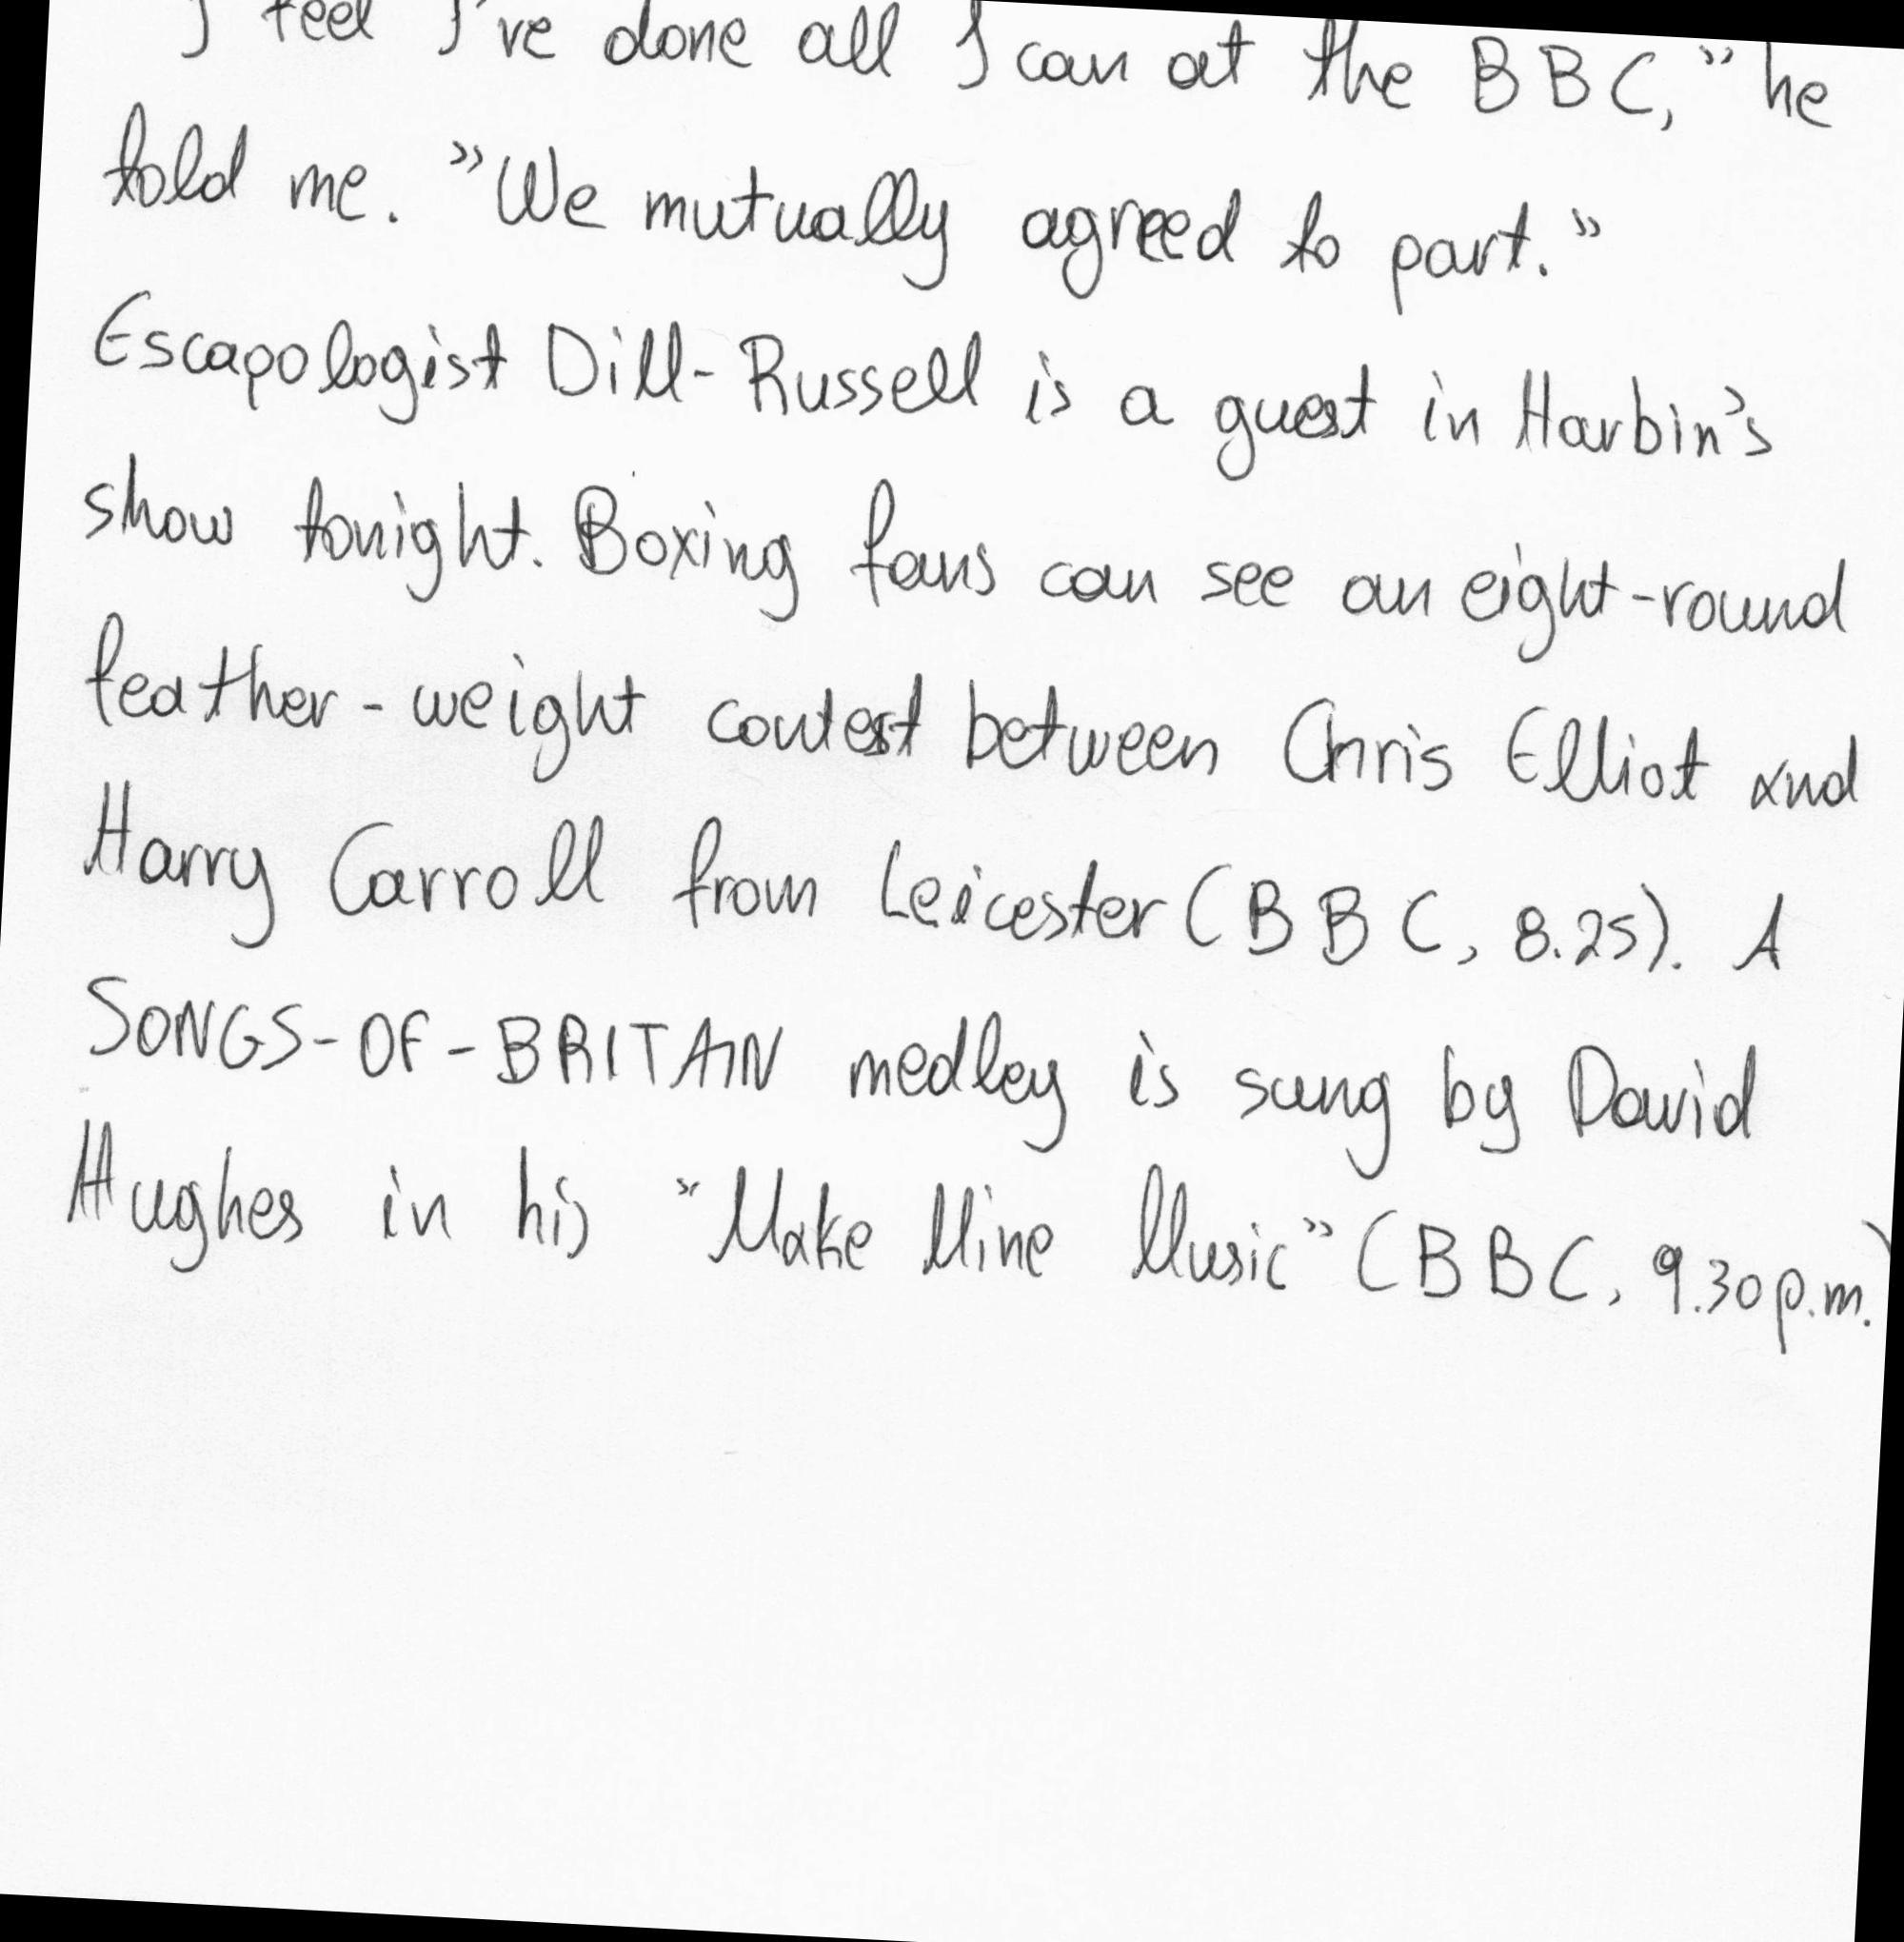 I feel I've done all I can at the BBC," he
told me. "We mutually agreed to part."
Escapologist Dill-Russell is a guest in Harbin's
show tonight. Boxing fans can see an eight-round
feather-weight contest between Chris Elliot and
Harry Carroll from Leicester (BBC, 8.25). A
SONGS-OF-BRITAIN medley is sung by David
Hughes in his "Make Mine Music" (BBC, 9.30 p.m.)